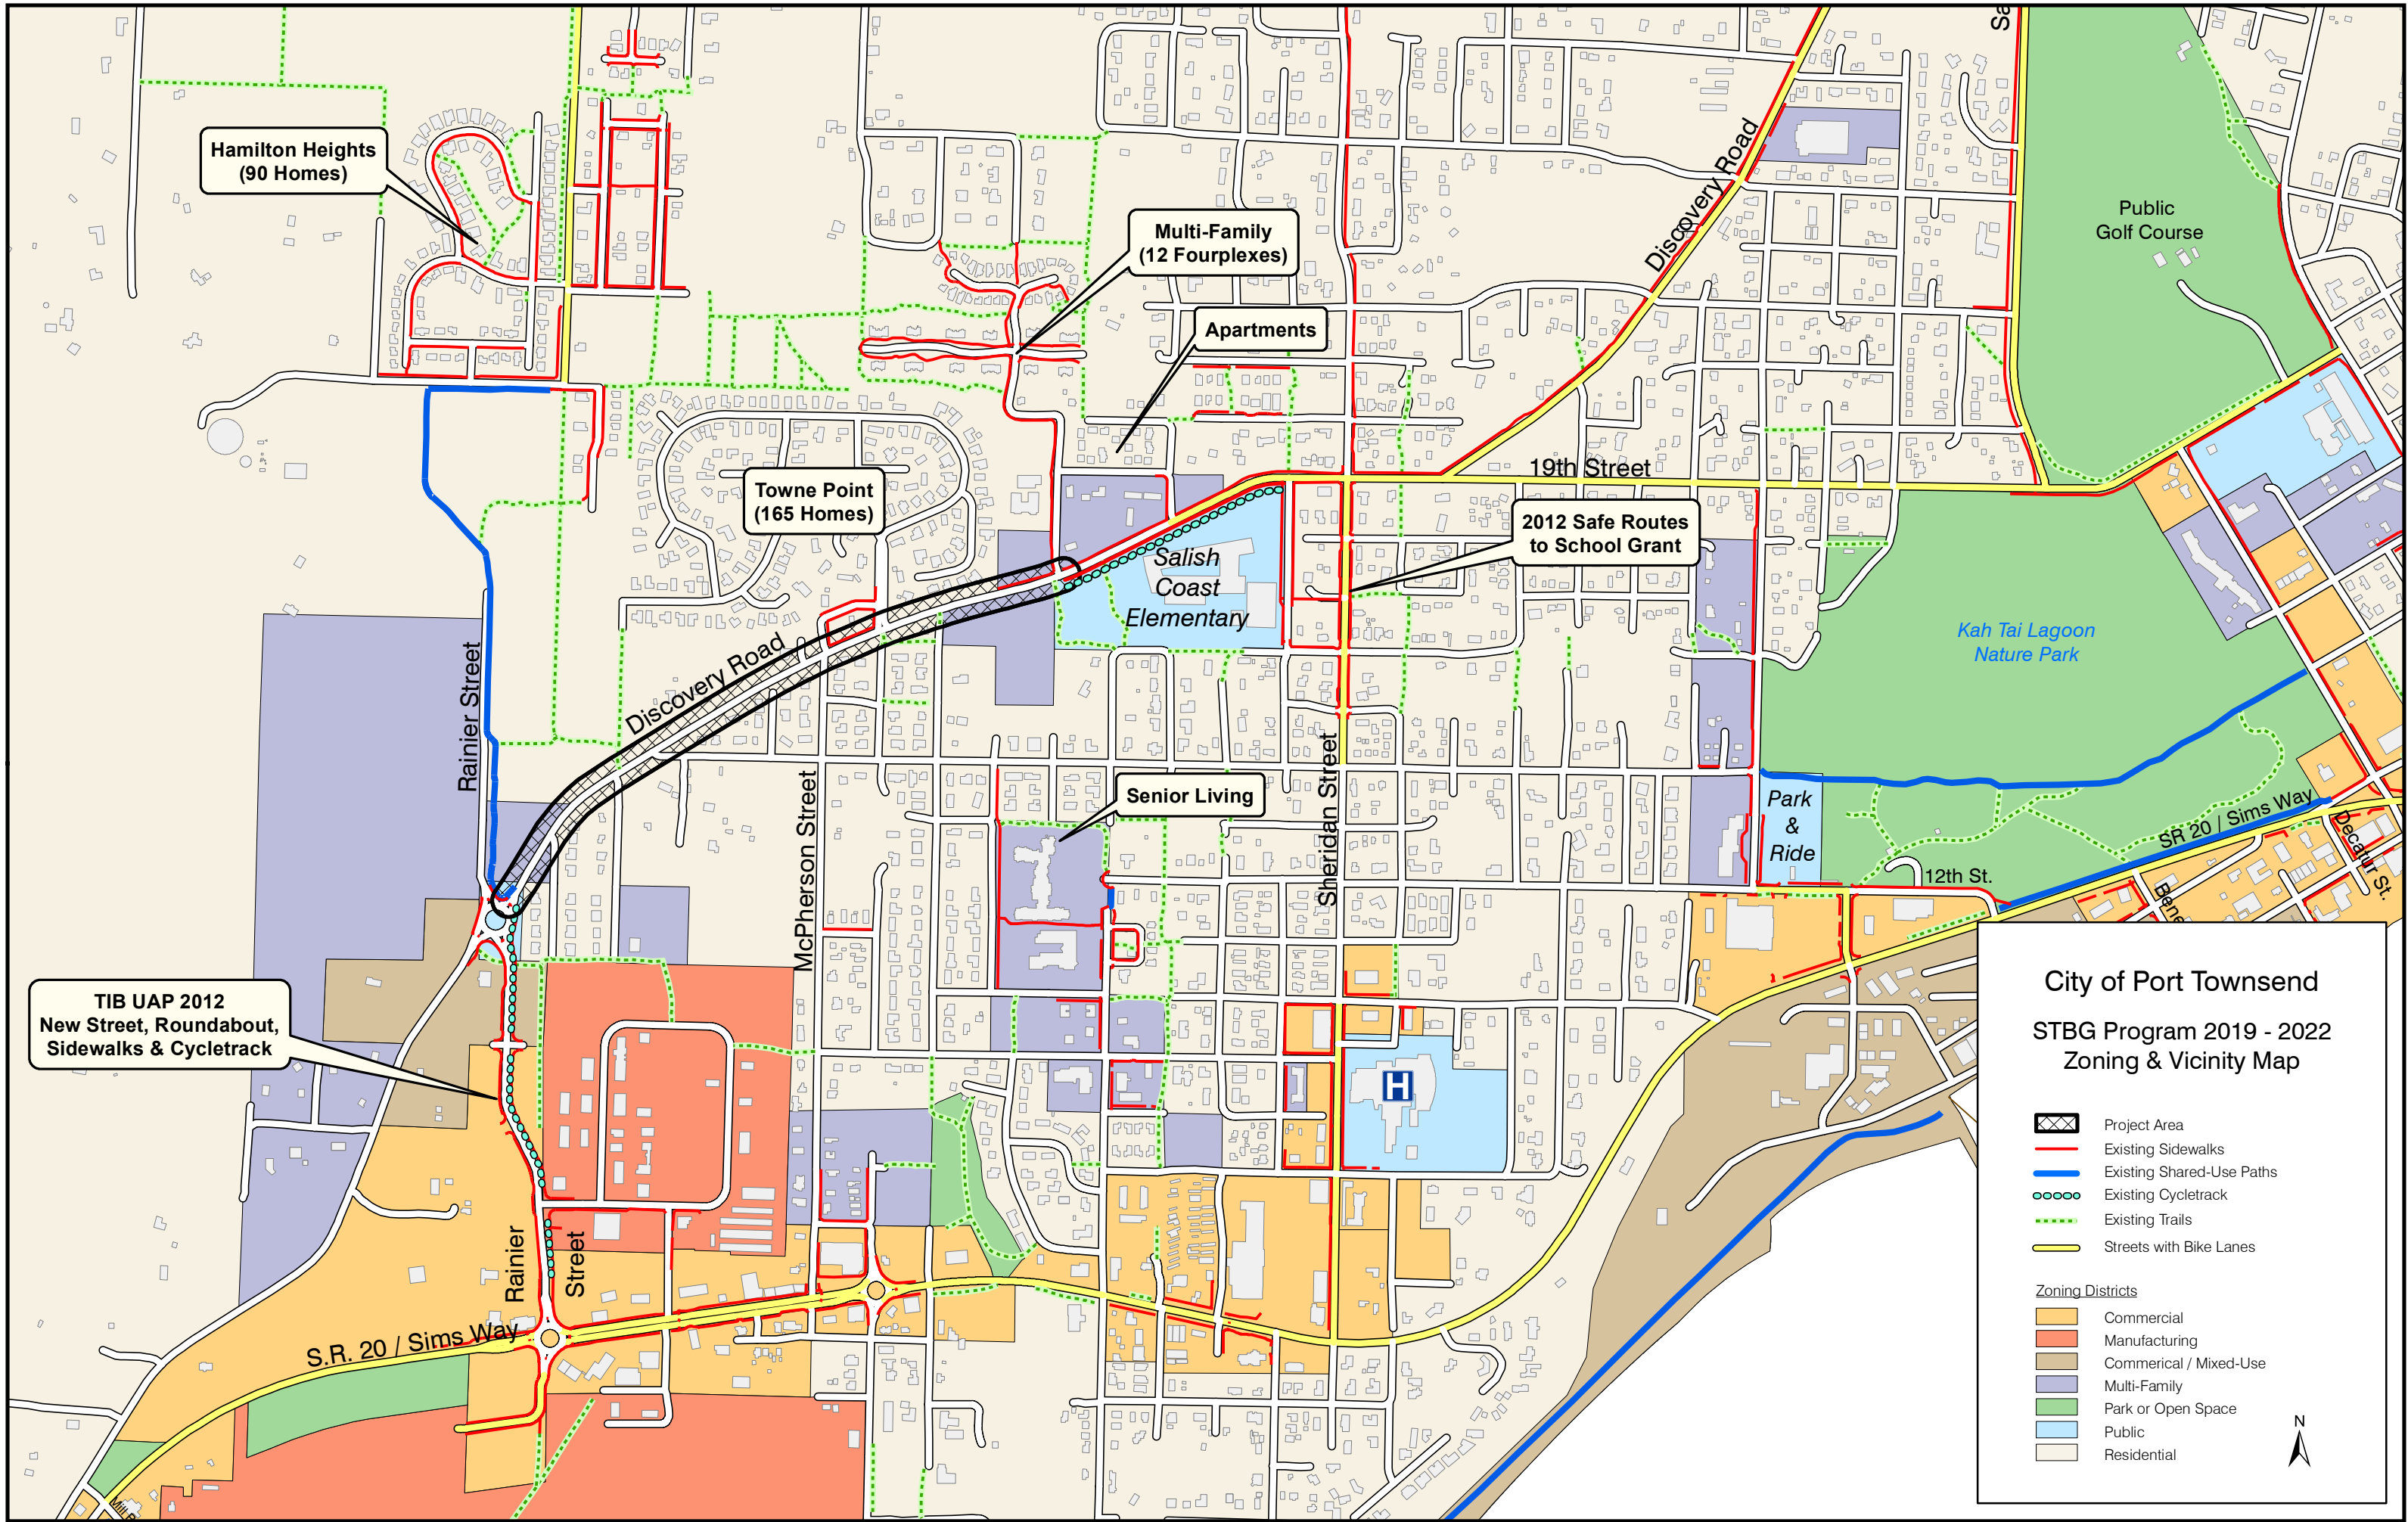 Sa
Hamilton Heights
(90 Homes)
Discovery Road
Public
Golf Course
Multi-Family
(12 Fourplexes)
Apartments
19th Street
Towne Point
(165 Homes)
2012 Safe Routes
to School Grant
Salish
Coast
Elementary
Kah Tai Lagoon
Nature Park
Rainier Street
Discovery Road
McPherson Street
Sheridan Street
Senior Living
Park
&
Ride
SR 20 / Sims Way
Decatur St.
12th St.
Bene
TIB UAP 2012
New Street, Roundabout,
Sidewalks & Cycletrack
H
Rainier
Street
S.R. 20 / Sims Way
City of Port Townsend
STBG Program 2019 - 2022
Zoning & Vicinity Map
Project Area
Existing Sidewalks
Existing Shared-Use Paths
Existing Cycletrack
Existing Trails
Streets with Bike Lanes
Zoning Districts
Commercial
Manufacturing
Commerical / Mixed-Use
Multi-Family
Park or Open Space
Public
Residential
N